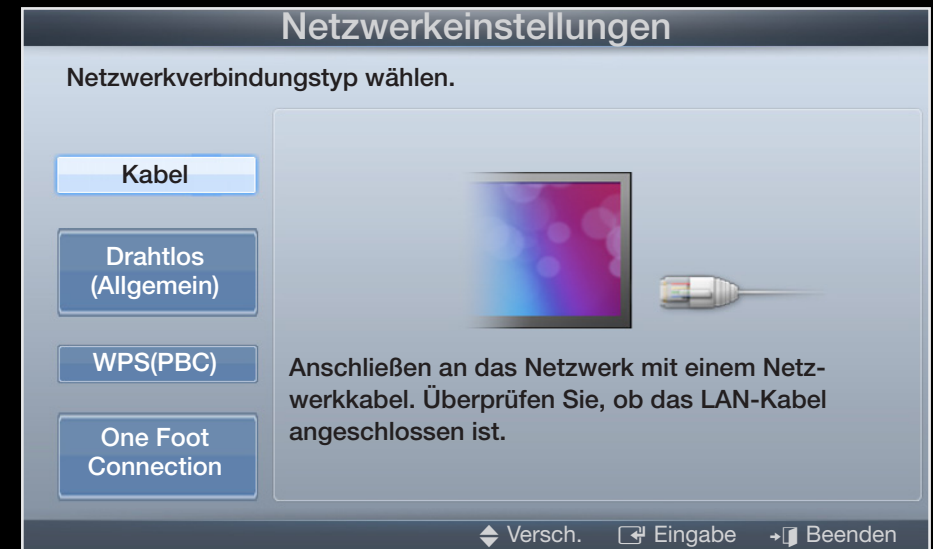 Netzwerkeinstellungen
Netzwerkverbindungstyp wählen.
Kabel
Drahtlos
(Allgemein)
WPS(PBC)
One Foot
Connection
Anschließen an das Netzwerk mit einem Netz-
werkkabel. Überprüfen Sie, ob das LAN-Kabel
angeschlossen ist.
Versch. Eingabe Beenden